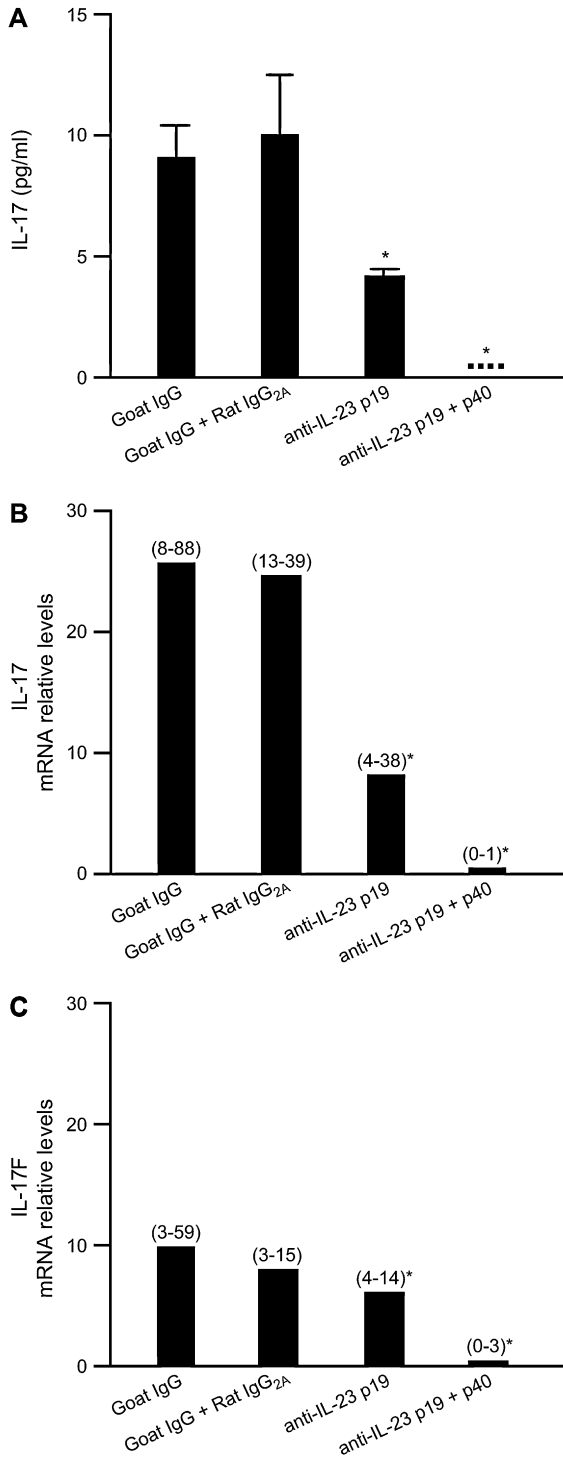 A
15
10
5
0
IL-17 (pg/ml)
*
*
Goat IgG
Goat IgG + Rat IgG2A
anti-IL-23 p19
anti-IL-23 p19 + p40
B
30
20
10
0
IL-17
mRNA relative levels
(8-88)
(13-39)
(4-38)*
(0-1)*
Goat IgG
Goat IgG + Rat IgG2A
anti-IL-23 p19
anti-IL-23 p19 + p40
C
30
20
10
0
IL-17F
mRNA relative levels
(3-59)
(3-15)
(4-14)*
(0-3)*
Goat IgG
Goat IgG + Rat IgG2A
anti-IL-23 p19
anti-IL-23 p19 + p40